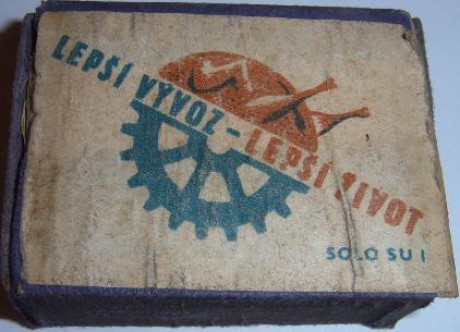 LEPŠÍ VÝVOZ – LEPŠÍ ŽIVOT
SOLO SU I